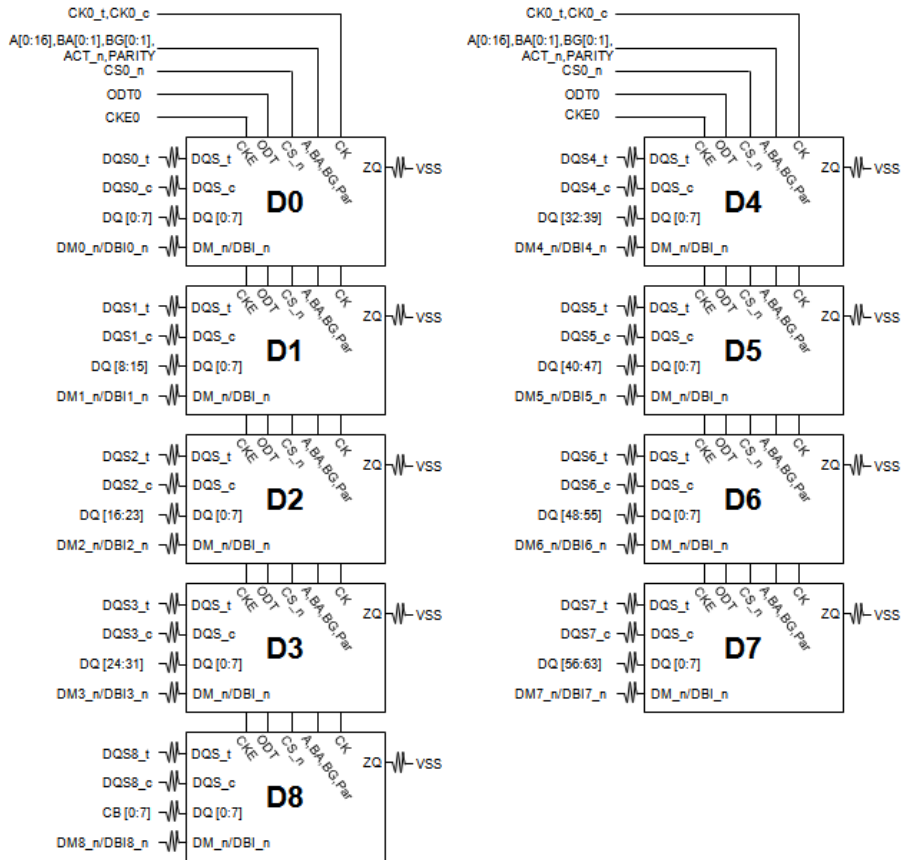 CK0_t,CK0_c
A[0:16],BA[0:1],BG[0:1],
ACT_n,PARITY
CS0_n
ODT0
CKE0
CKE ODT CS_n A,BA,BG,Par CK
DQS0_t DQS_t ZQ VSS
DQS0_c DQS_c
D0
DQ [0:7] DQ [0:7]
DM0_n/DBI0_n DM_n/DBI_n
CKE ODT CS_n A,BA,BG,Par CK
DQS1_t DQS_t ZQ VSS
DQS1_c DQS_c
D1
DQ [8:15] DQ [0:7]
DM1_n/DBI1_n DM_n/DBI_n
CKE ODT CS_n A,BA,BG,Par CK
DQS2_t DQS_t ZQ VSS
DQS2_c DQS_c
D2
DQ [16:23] DQ [0:7]
DM2_n/DBI2_n DM_n/DBI_n
CKE ODT CS_n A,BA,BG,Par CK
DQS3_t DQS_t ZQ VSS
DQS3_c DQS_c
D3
DQ [24:31] DQ [0:7]
DM3_n/DBI3_n DM_n/DBI_n
CKE ODT CS_n A,BA,BG,Par CK
DQS8_t DQS_t ZQ VSS
DQS8_c DQS_c
D8
CB [0:7] DQ [0:7]
DM8_n/DBI8_n DM_n/DBI_n
CK0_t,CK0_c
A[0:16],BA[0:1],BG[0:1],
ACT_n,PARITY
CS0_n
ODT0
CKE0
CKE ODT CS_n A,BA,BG,Par CK
DQS4_t DQS_t ZQ VSS
DQS4_c DQS_c
D4
DQ [32:39] DQ [0:7]
DM4_n/DBI4_n DM_n/DBI_n
CKE ODT CS_n A,BA,BG,Par CK
DQS5_t DQS_t ZQ VSS
DQS5_c DQS_c
D5
DQ [40:47] DQ [0:7]
DM5_n/DBI5_n DM_n/DBI_n
CKE ODT CS_n A,BA,BG,Par CK
DQS6_t DQS_t ZQ VSS
DQS6_c DQS_c
D6
DQ [48:55] DQ [0:7]
DM6_n/DBI6_n DM_n/DBI_n
CKE ODT CS_n A,BA,BG,Par CK
DQS7_t DQS_t ZQ VSS
DQS7_c DQS_c
D7
DQ [56:63] DQ [0:7]
DM7_n/DBI7_n DM_n/DBI_n